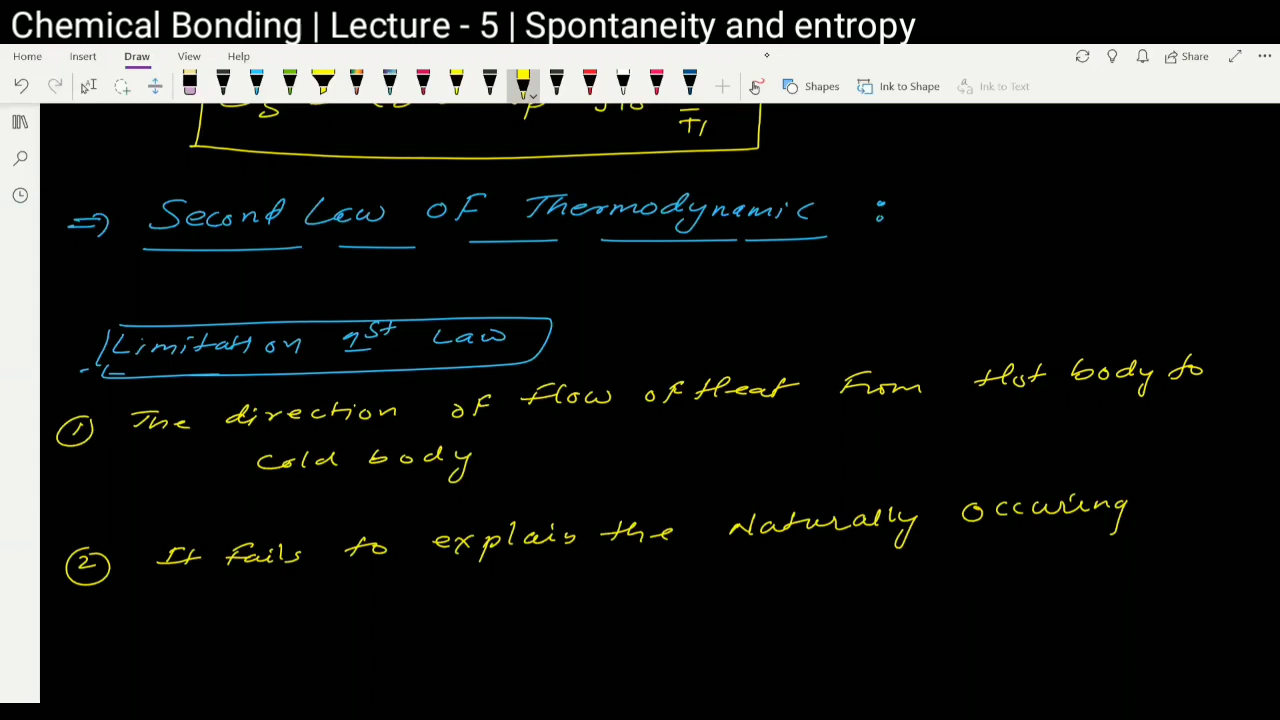 Chemical Bonding | Lecture - 5 | Spontaneity and entropy
Home Insert Draw View Help
Share
Shapes Ink to Shape Ink to Text
T1
⇒ Second Law of Thermodynamic :
Limitation 1st Law
① The direction of flow of Heat From Hot body to
cold body
② It fails to explain the Naturally occuring